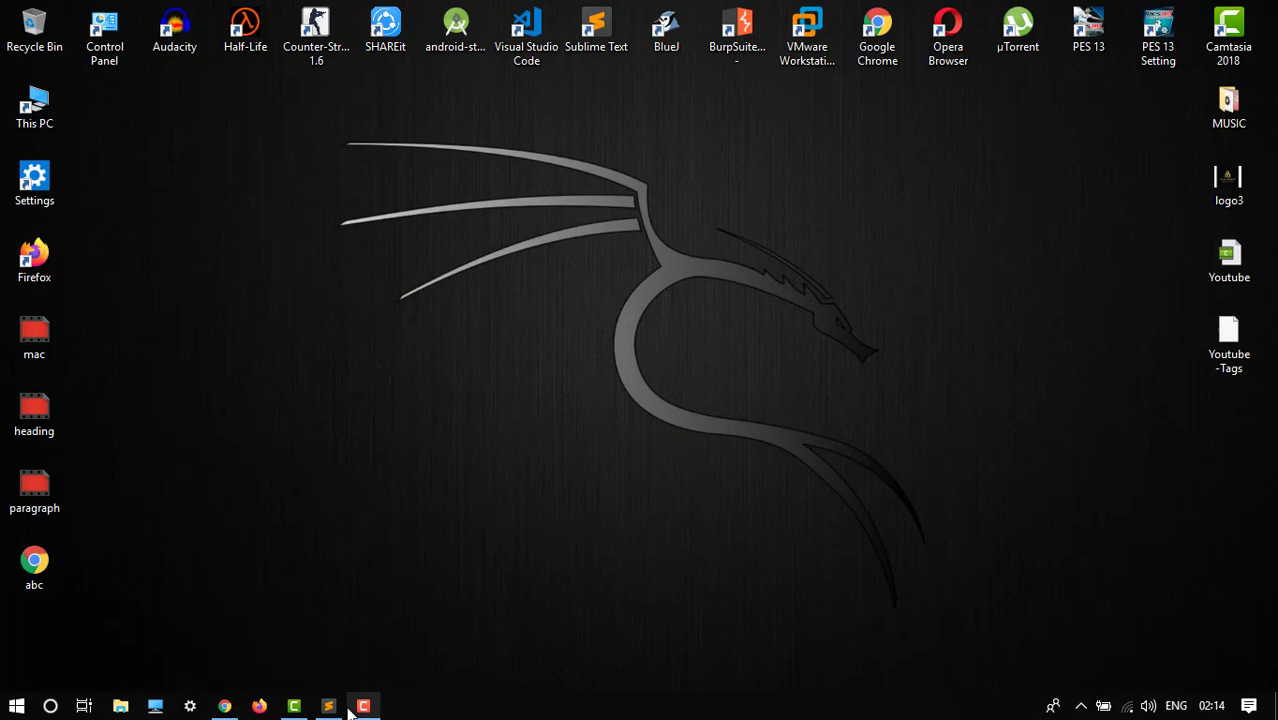 Recycle Bin
Control
Panel
Audacity
Half-Life
Counter-Str...
1.6
SHAREit
android-st...
Visual Studio
Code
Sublime Text
BlueJ
BurpSuite...
-
VMware
Workstati...
Google
Chrome
Opera
Browser
µTorrent
PES 13
PES 13
Setting
Camtasia
2018
This PC
MUSIC
Settings
logo3
Firefox
Youtube
mac
Youtube
-Tags
heading
paragraph
abc
ENG
02:14